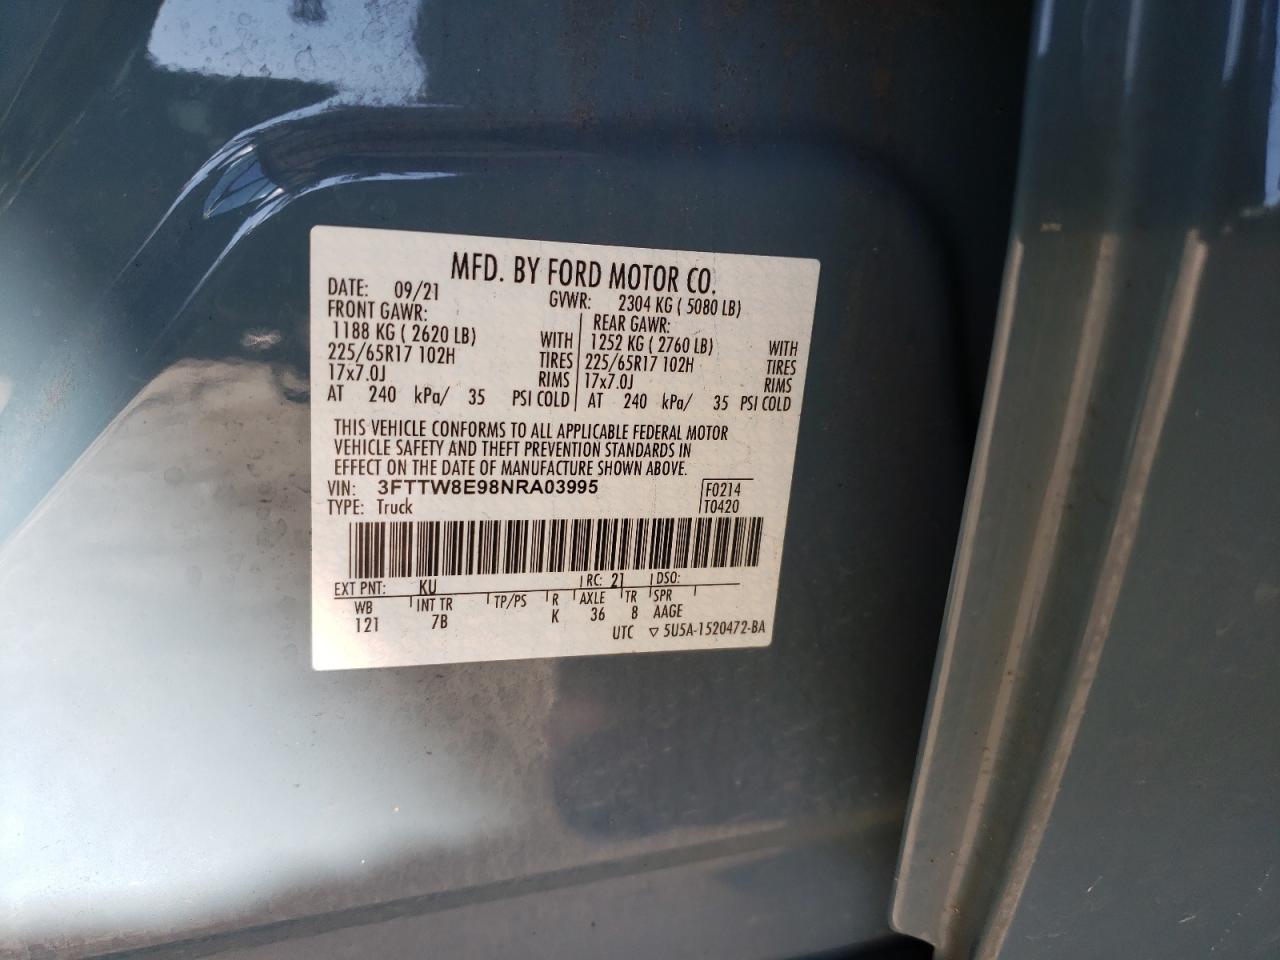 MFD. BY FORD MOTOR CO.
DATE: 09/21 GVWR: 2304 KG ( 5080 LB)
FRONT GAWR: REAR GAWR:
1188 KG ( 2620 LB) WITH 1252 KG ( 2760 LB) WITH
225/65R17 102H TIRES 225/65R17 102H TIRES
17x7.0J RIMS 17x7.0J RIMS
AT 240 kPa/ 35 PSI COLD AT 240 kPa/ 35 PSI COLD
THIS VEHICLE CONFORMS TO ALL APPLICABLE FEDERAL MOTOR
VEHICLE SAFETY AND THEFT PREVENTION STANDARDS IN
EFFECT ON THE DATE OF MANUFACTURE SHOWN ABOVE.
VIN: 3FTTW8E98NRA03995 F0214
TYPE: Truck T0420
EXT PNT: KU RC: 21 DSO:
WB INT TR TP/PS R AXLE TR SPR
121 7B K 36 8 AAGE
UTC ▽ 5U5A-1520472-BA